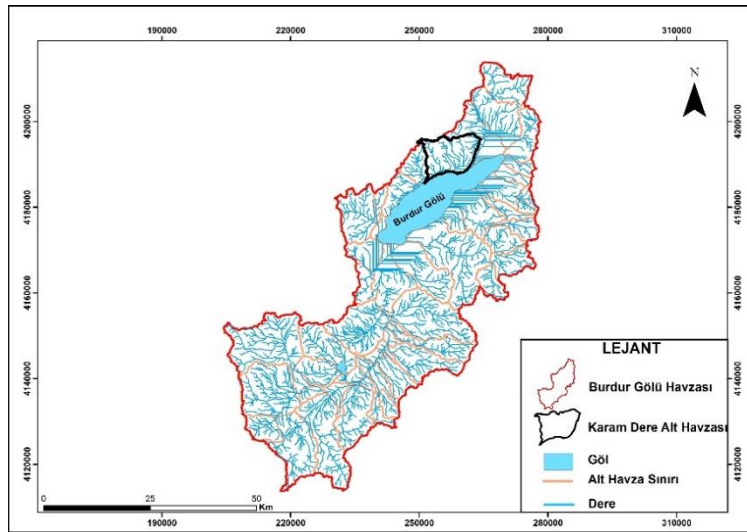 190000 220000 250000 280000 310000
N
4200000 4200000
Burdur Gölü
4180000 4180000
4160000 4160000
4140000 4140000
4120000 4120000
LEJANT
Burdur Gölü Havzası
Karam Dere Alt Havzası
Göl
Alt Havza Sınırı
Dere
0 25 50
Km
190000 220000 250000 280000 310000